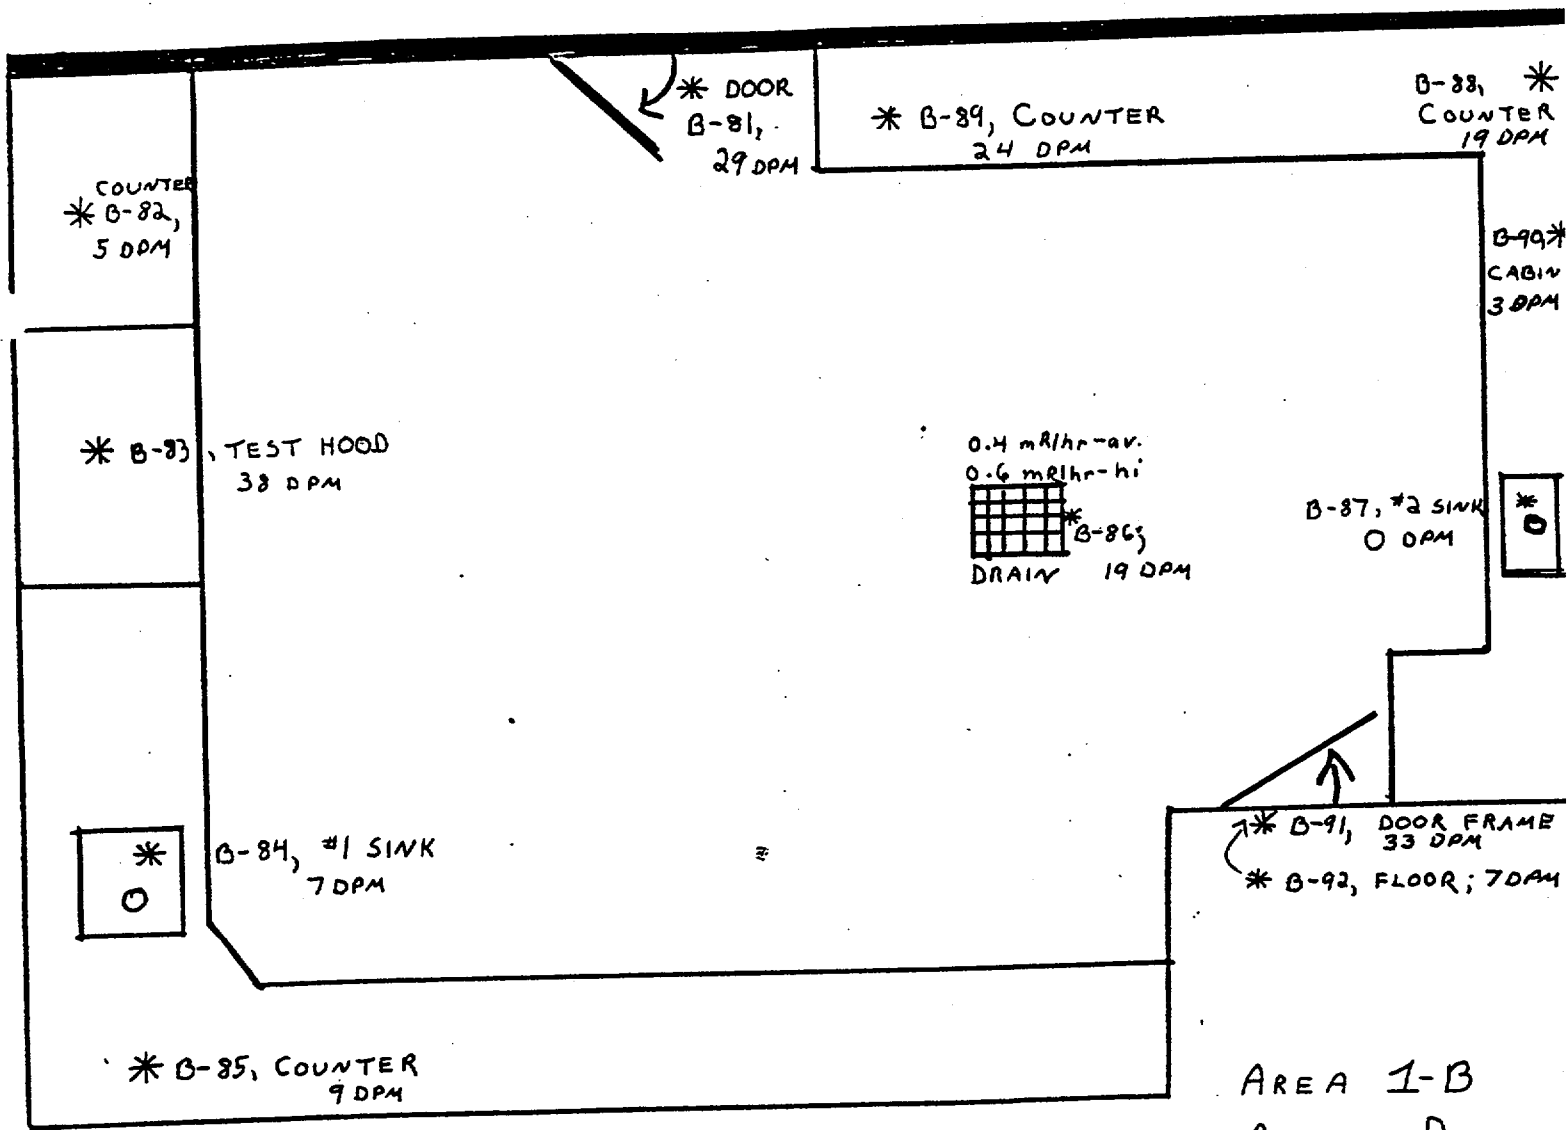 DOOR
B-81,
29 DPM
B-89, COUNTER
24 DPM
B-88,
COUNTER
19 DPM
COUNTER
B-82,
5 DPM
B-90,
CABIN
3 DPM
B-83, TEST HOOD
38 DPM
0.4 mR/hr-av.
0.6 mR/hr-hi
B-86;
DRAIN 19 DPM
B-87, #2 SINK
0 DPM
B-84, #1 SINK
7 DPM
B-91, DOOR FRAME
33 DPM
B-92, FLOOR; 7 DPM
B-85, COUNTER
9 DPM
AREA 1-B